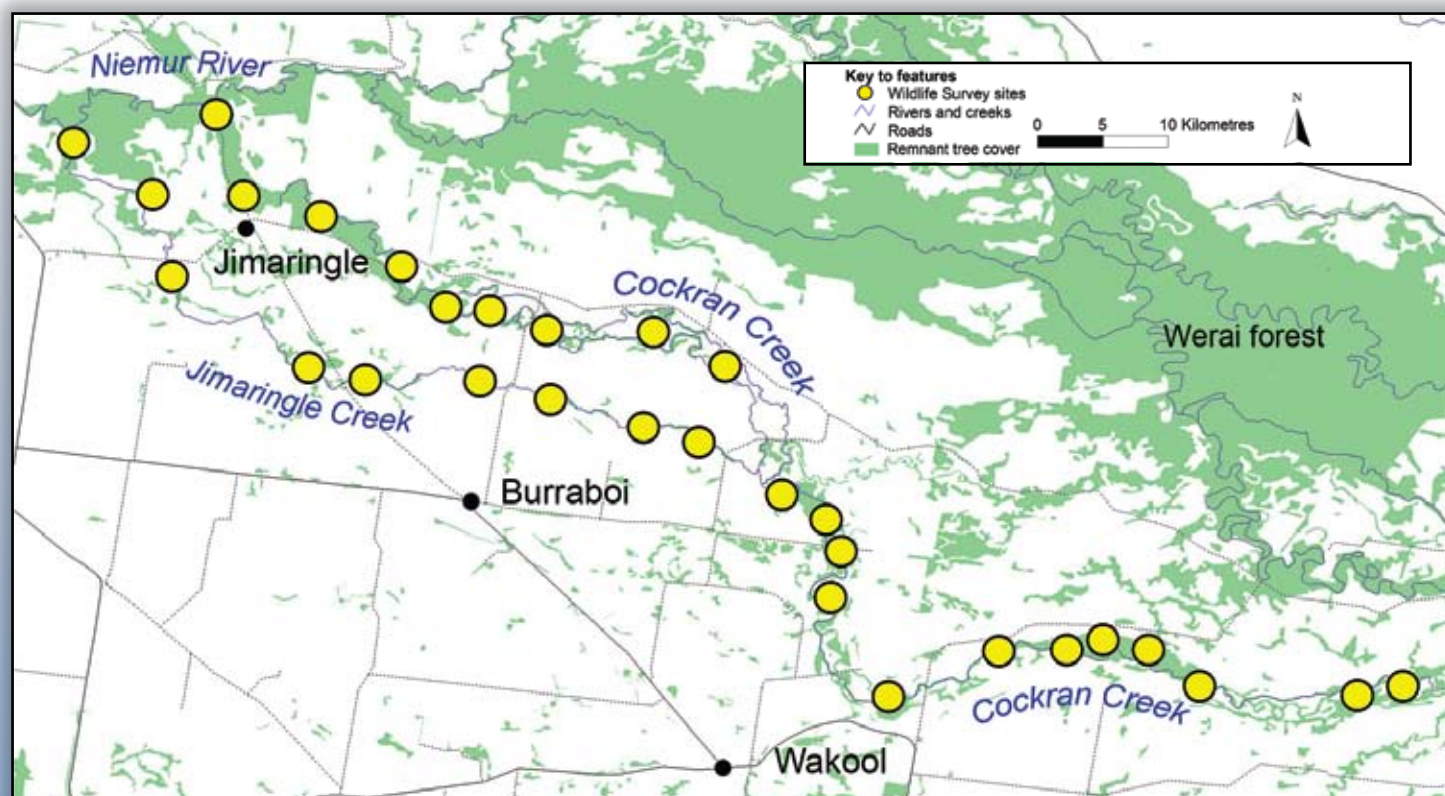 Niemur River
Key to features
Wildlife Survey sites
Rivers and creeks
Roads
Remnant tree cover
0 5 10 Kilometres
N
Jimaringle
Cockran Creek
Werai forest
Jimaringle Creek
Burraboi
Cockran Creek
Wakool